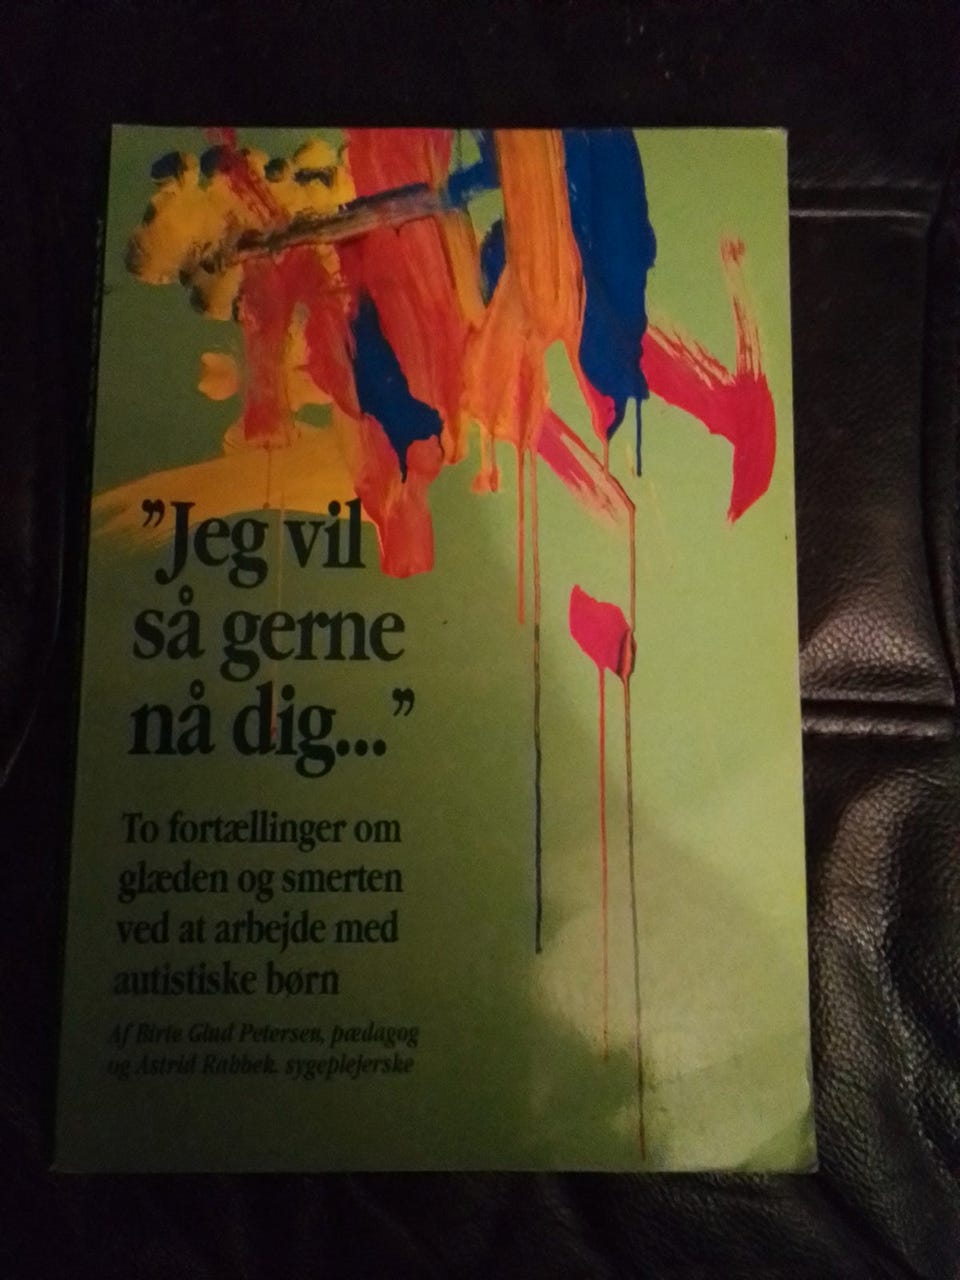 ”Jeg vil
så gerne
nå dig...”
To fortællinger om
glæden og smerten
ved at arbejde med
autistiske børn
Af Birte Glud Petersen, pædagog
og Astrid Rabbek, sygeplejerske